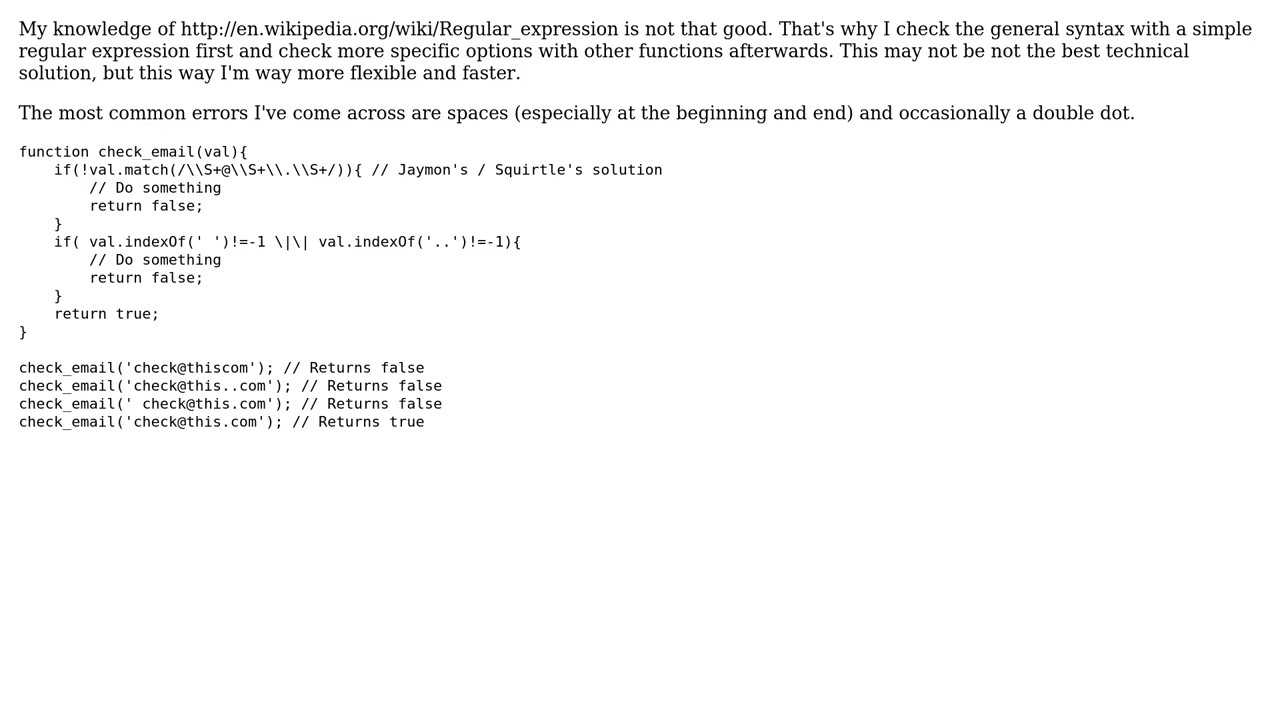 My knowledge of http://en.wikipedia.org/wiki/Regular_expression is not that good. That's why I check the general syntax with a simple
regular expression first and check more specific options with other functions afterwards. This may not be not the best technical
solution, but this way I'm way more flexible and faster.

The most common errors I've come across are spaces (especially at the beginning and end) and occasionally a double dot.

function check_email(val){
    if(!val.match(/\\S+@\\S+\\.\\S+/)){ // Jaymon's / Squirtle's solution
        // Do something
        return false;
    }
    if( val.indexOf(' ')!=-1 \|\| val.indexOf('..')!=-1){
        // Do something
        return false;
    }
    return true;
}

check_email('check@thiscom'); // Returns false
check_email('check@this..com'); // Returns false
check_email(' check@this.com'); // Returns false
check_email('check@this.com'); // Returns true